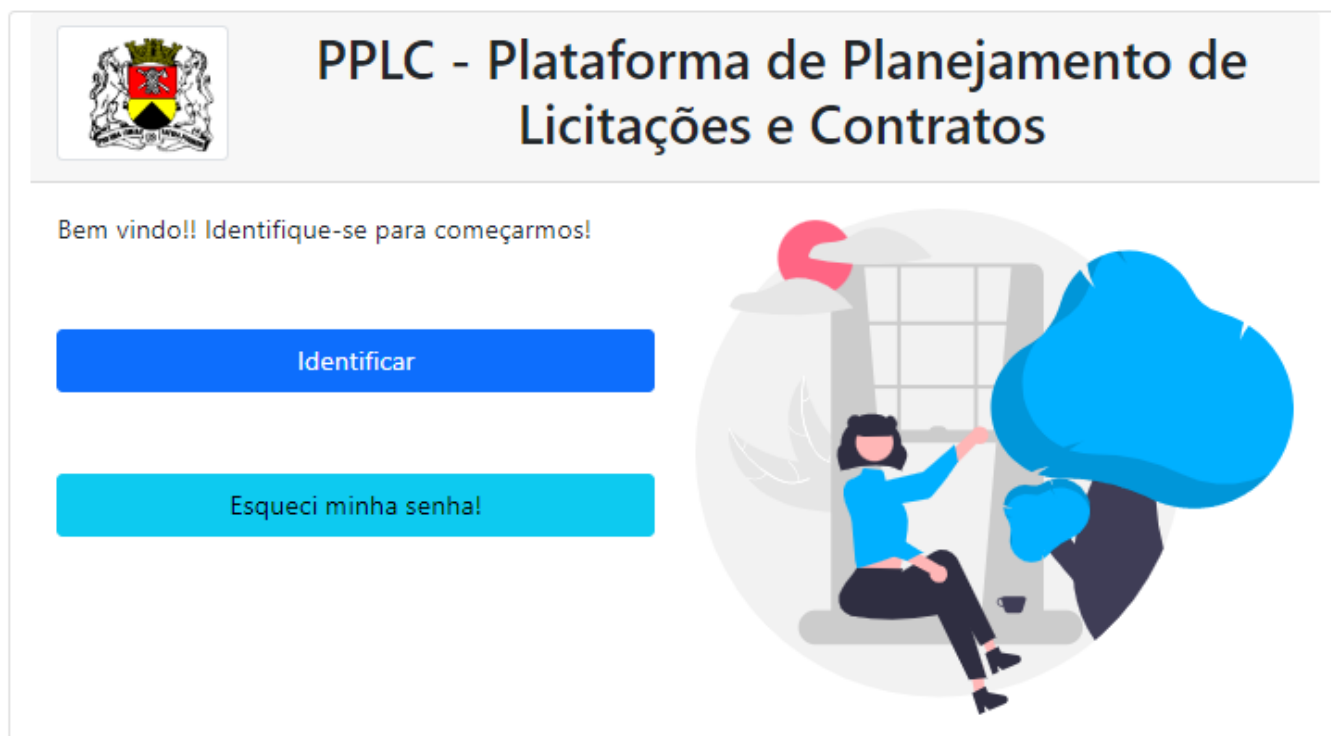 PPLC - Plataforma de Planejamento de
Licitações e Contratos
Bem vindo!! Identifique-se para começarmos!
Identificar
Esqueci minha senha!